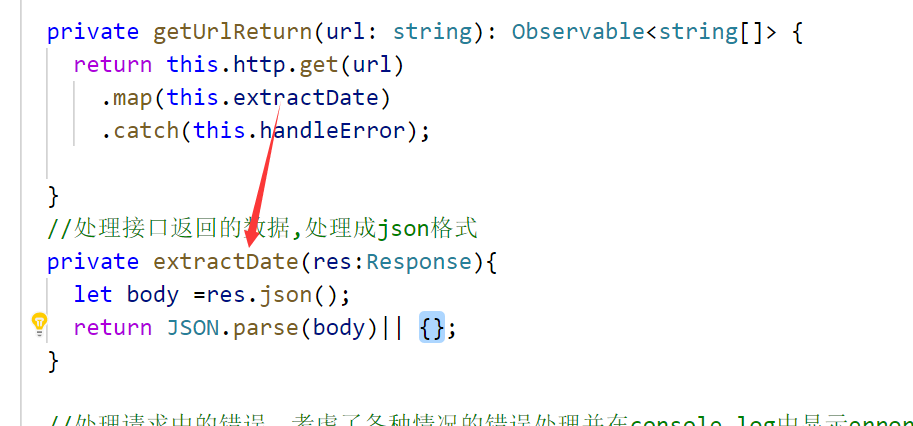 private getUrlReturn(url: string): Observable<string[]> {
return this.http.get(url)
.map(this.extractDate)
.catch(this.handleError);
}
//处理接口返回的数据,处理成json格式
private extractDate(res:Response){
let body =res.json();
return JSON.parse(body)|| {};
}
//处理请求中的错误，考虑了各种情况的错误处理并在console.log中显示error